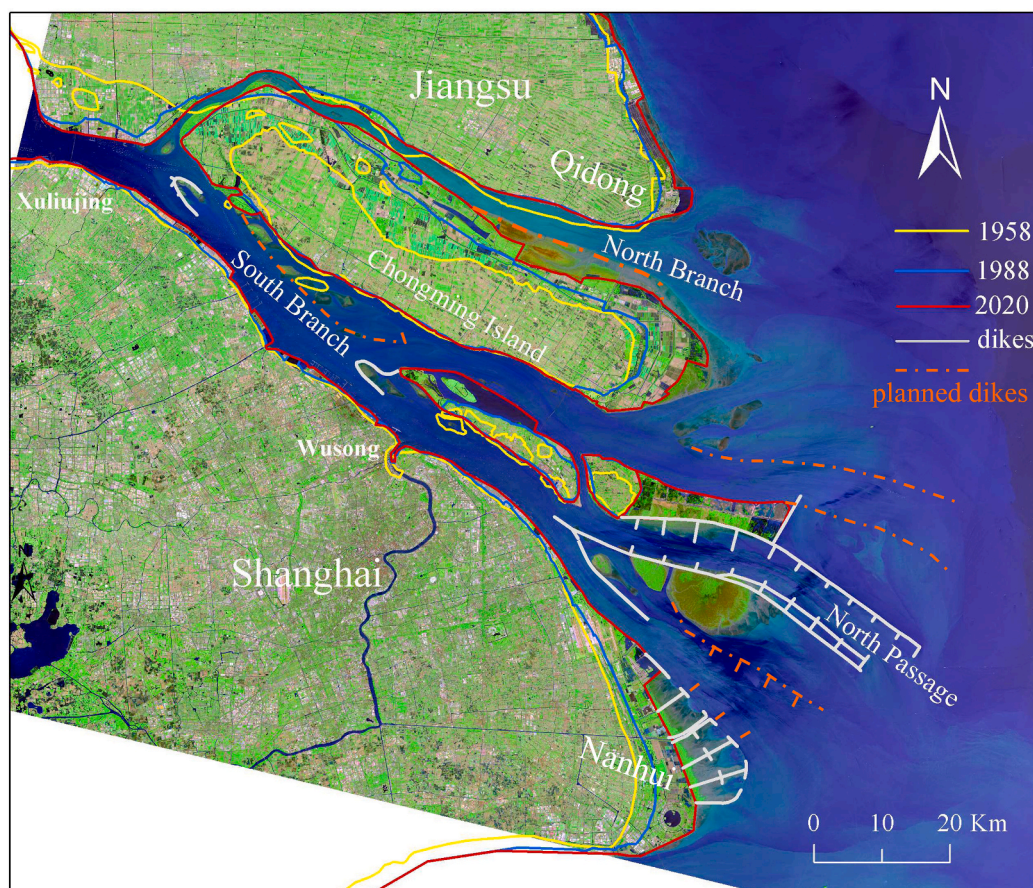 Jiangsu
N
Qidong
Xuliujing
1958
North Branch
1988
South Branch
Chongming Island
2020
dikes
planned dikes
Wusong
Shanghai
North Passage
Nanhui
0 10 20 Km